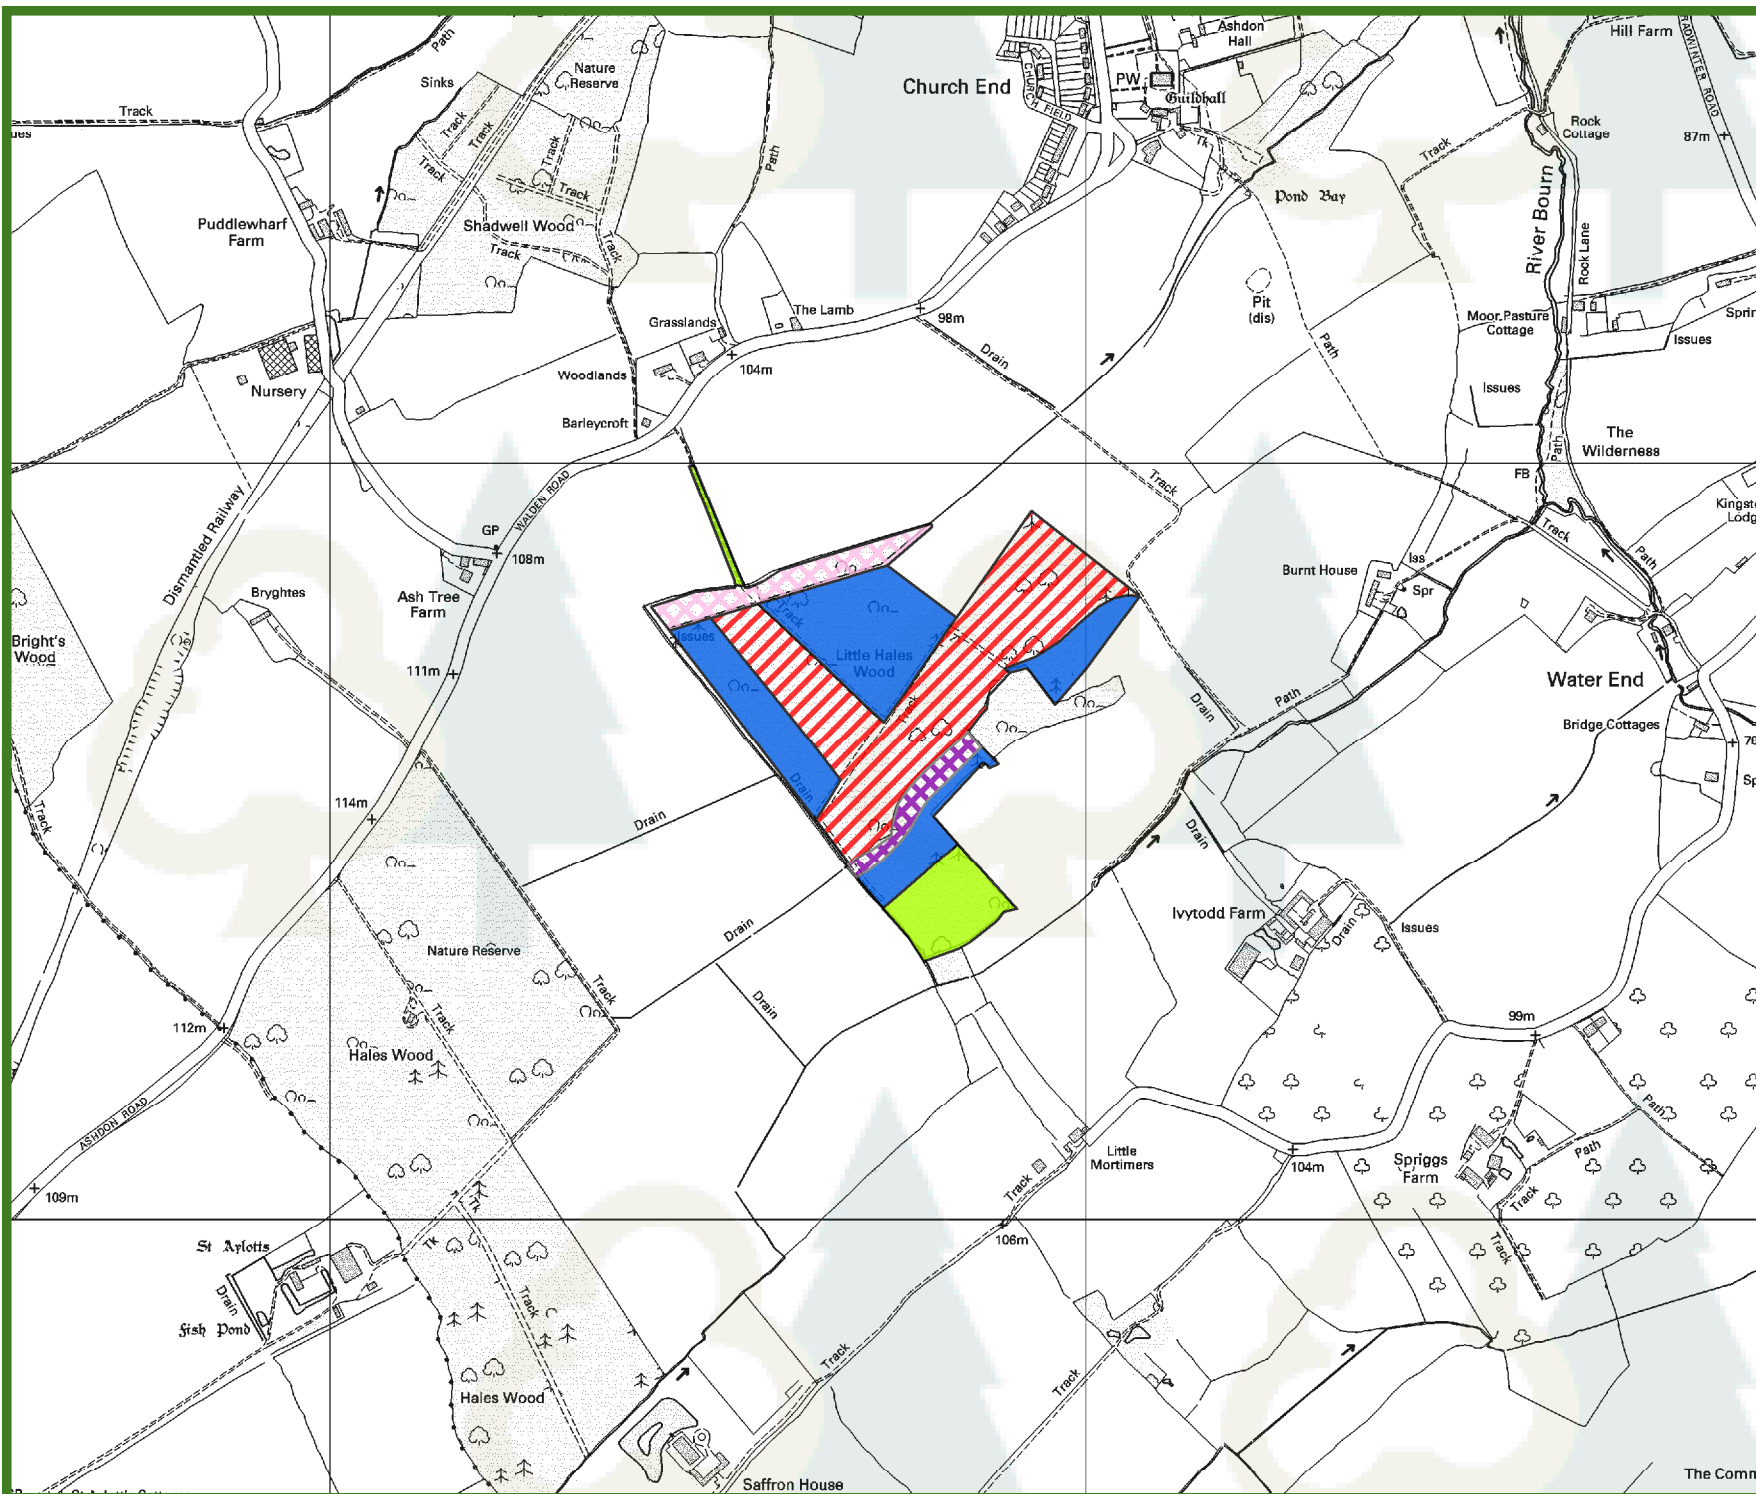 Path
Sinks
Nature
Reserve
Track
ues
Track
Track
Track
Track
Track
Puddlewharf
Farm
Shadwell Wood
Track
Track
Path
Church End
CHURCH FIELD
PW
Ashdon
Hall
Guildhall
Tk
Pond Bay
Hill Farm
RADWINTER ROAD
Rock
Cottage
87m
Track
River Bourn
Rock Lane
Pit
(dis)
Path
Moor Pasture
Cottage
Issues
Issues
The
Wilderness
Path
FB
Nursery
Grasslands
The Lamb
98m
Drain
104m
Woodlands
Barleycroft
Track
WALDEN ROAD
GP
108m
Dismantled Railway
Ash Tree
Farm
Bryghtes
Bright's
Wood
111m
Track
Issues
Little Hales
Wood
Track
Drain
Burnt House
Iss
Spr
Track
Path
Water End
Bridge Cottages
Drain
Path
114m
Track
Drain
Drain
Drain
Drain
Ivytodd Farm
Drain
Issues
Nature Reserve
Track
Track
112m
Hales Wood
99m
ASHDON ROAD
109m
Little
Mortimers
Track
104m
Spriggs
Farm
Path
Path
Track
Track
106m
St Aylotts
Drain
Fish Pond
Tk
Tk
Track
Hales Wood
Track
Track
Saffron House
The Comm